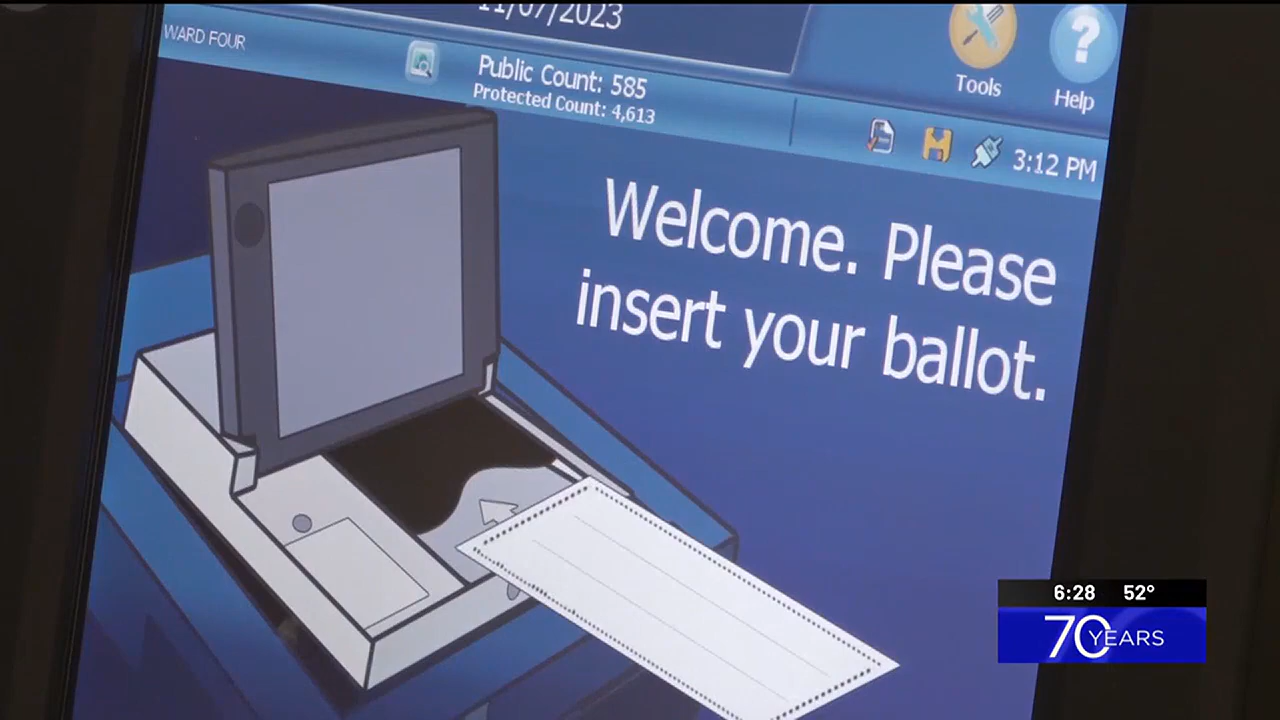 11/07/2023
WARD FOUR
Public Count: 585
Protected Count: 4,613
Tools
Help
3:12 PM
Welcome. Please
insert your ballot.
6:28 52°
70 YEARS